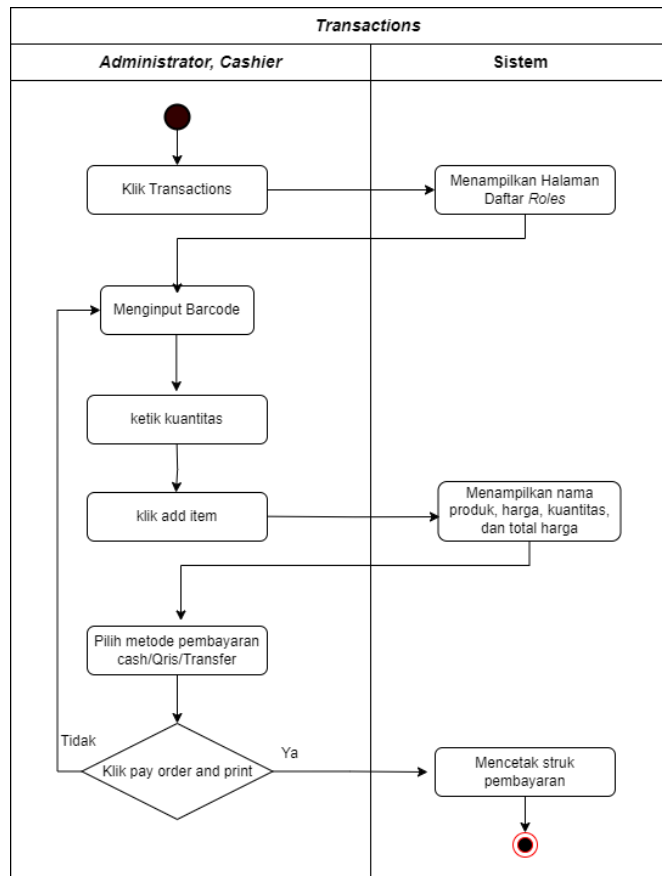 Transactions
Administrator, Cashier
Sistem
Klik Transactions
Menampilkan Halaman
Daftar Roles
Menginput Barcode
ketik kuantitas
klik add item
Menampilkan nama
produk, harga, kuantitas,
dan total harga
Pilih metode pembayaran
cash/Qris/Transfer
Tidak
Klik pay order and print
Ya
Mencetak struk
pembayaran